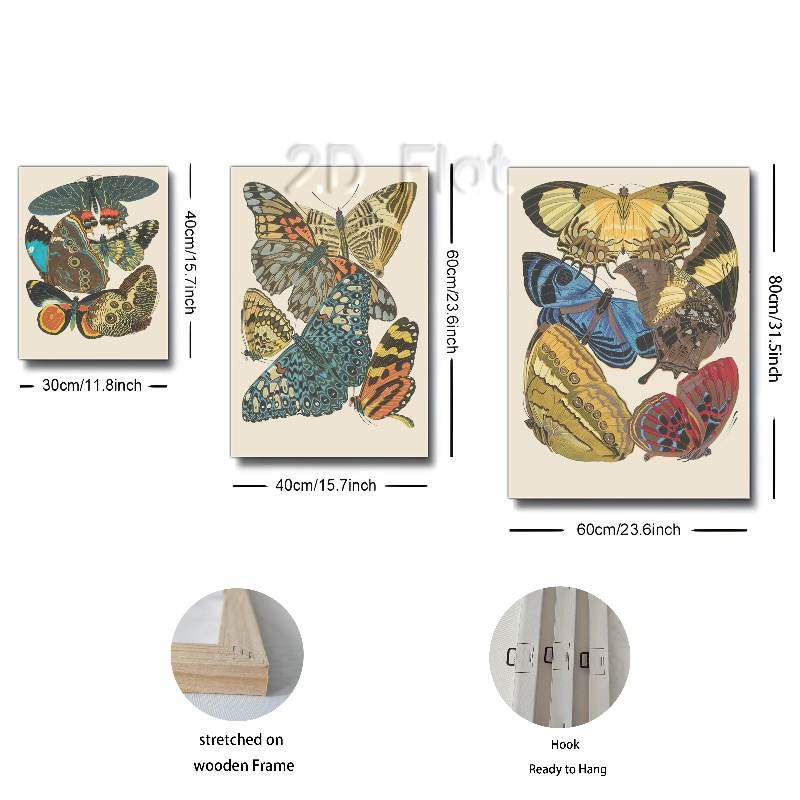 2D Flat
40cm/15.7inch
30cm/11.8inch
60cm/23.6inch
40cm/15.7inch
80cm/31.5inch
60cm/23.6inch
stretched on
wooden Frame
Hook
Ready to Hang